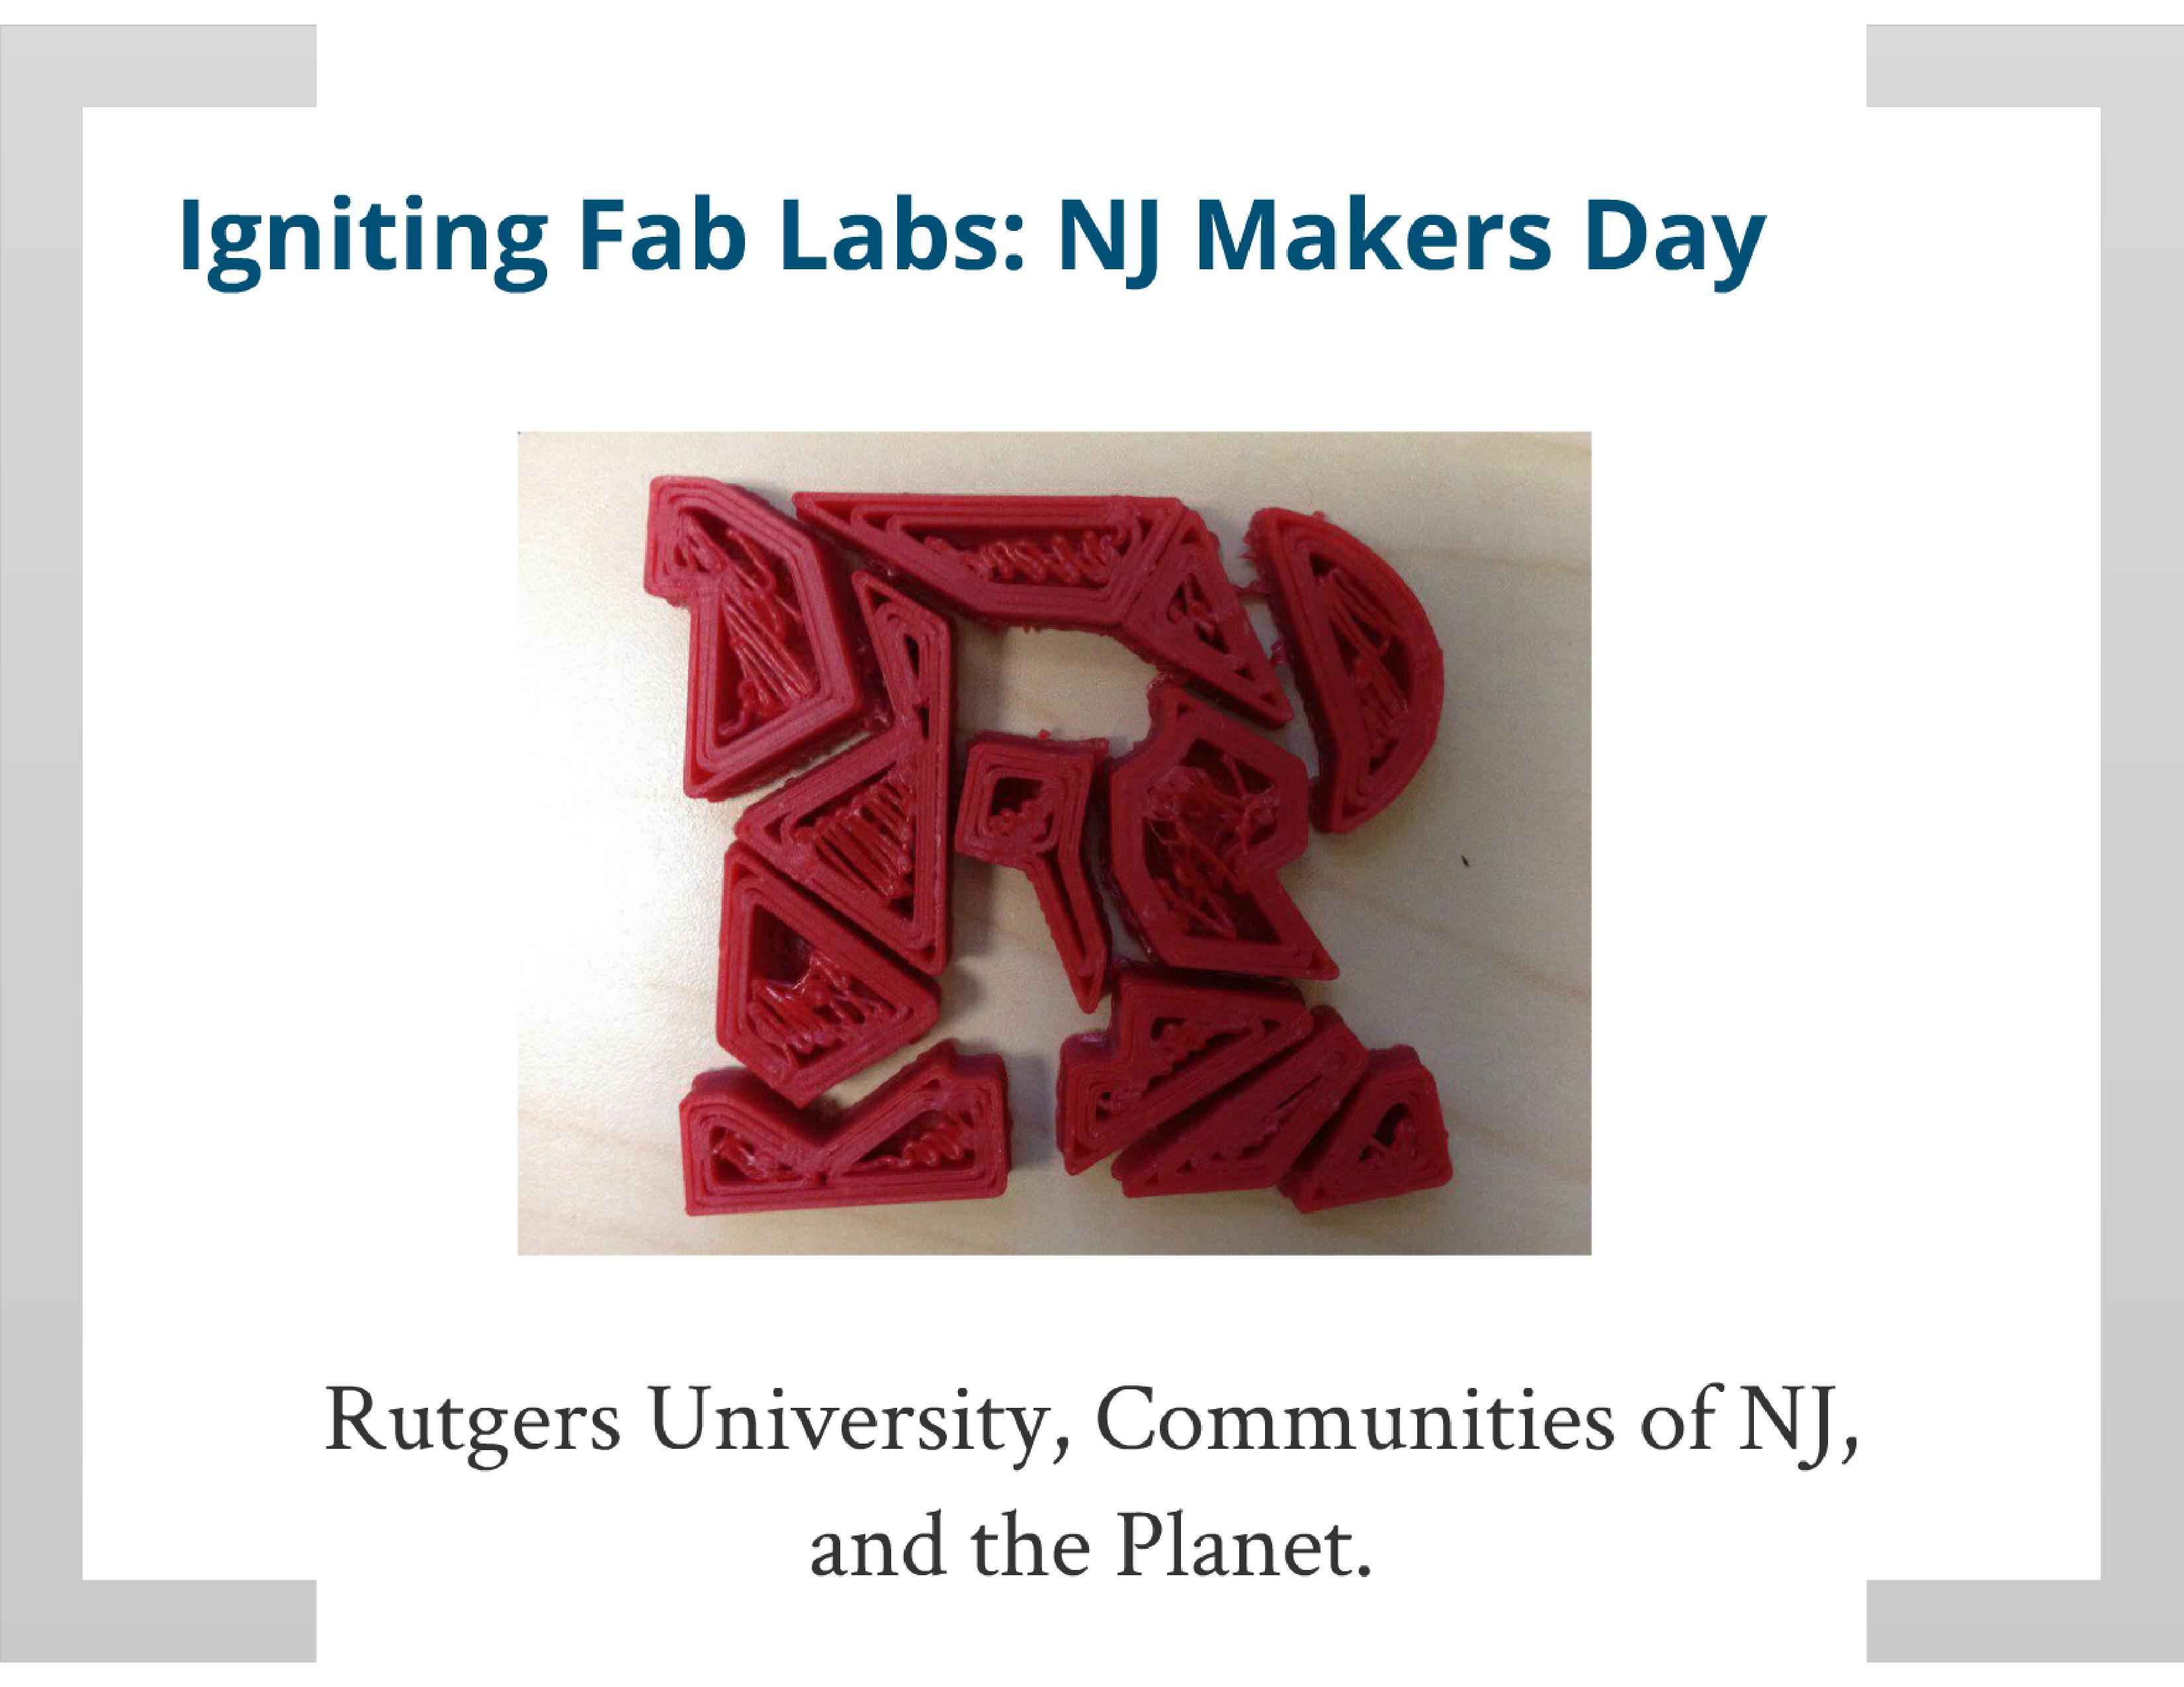 Igniting Fab Labs: NJ Makers Day
Rutgers University, Communities of NJ,
and the Planet.